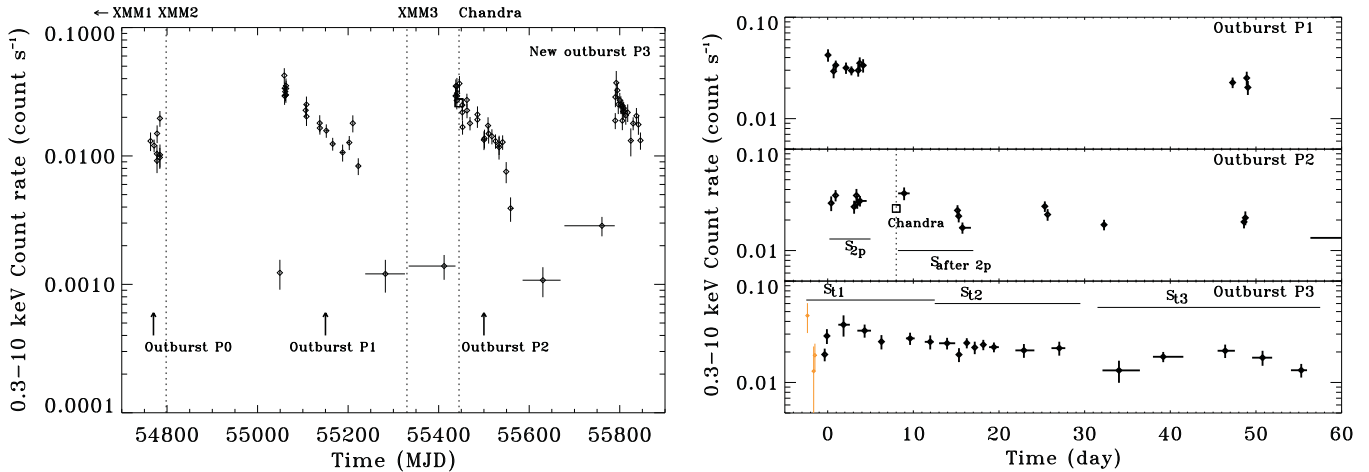 ← XMM1 XMM2 XMM3 Chandra
0.1000
0.0100
0.0010
0.0001
0.3−10 keV Count rate (count s⁻¹)
New outburst P3
Outburst P0
Outburst P1
Outburst P2
54800 55000 55200 55400 55600 55800
Time (MJD)
0.3−10 keV Count rate (count s⁻¹)
0.10
0.01
Outburst P1
0.10
0.01
Outburst P2
Chandra
S2p
Safter 2p
0.10
0.01
Outburst P3
St1
St2
St3
0 10 20 30 40 50 60
Time (day)